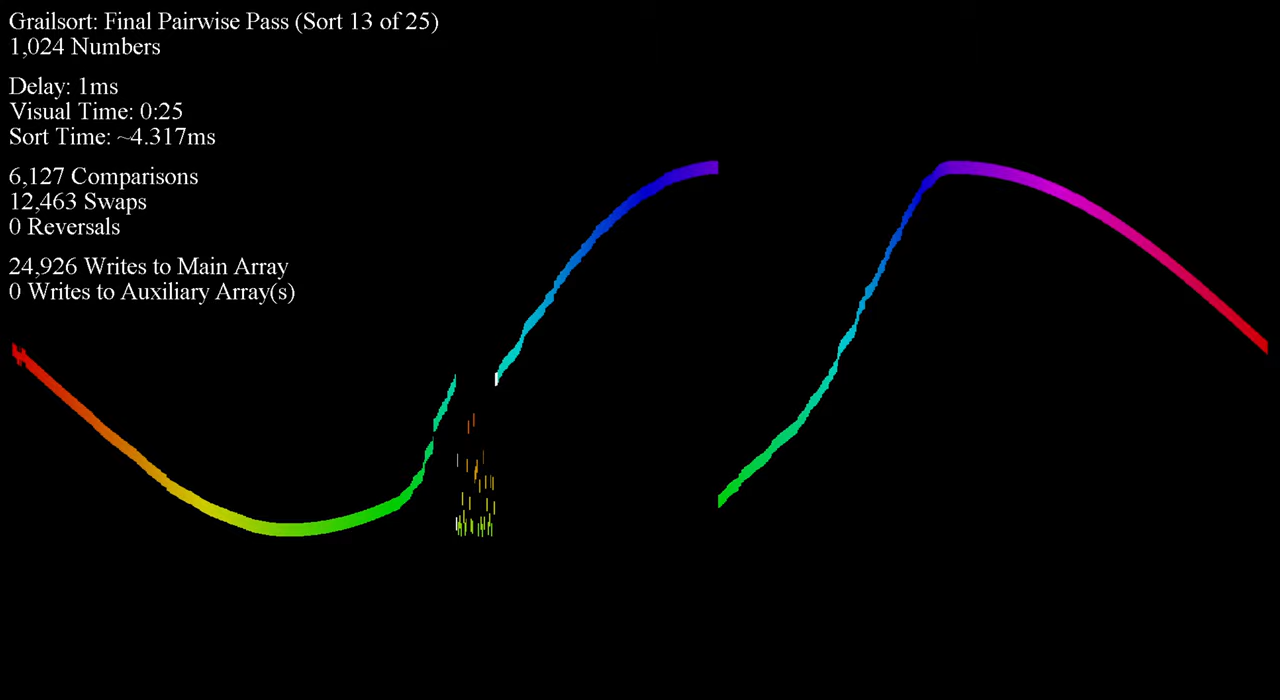 Grailsort: Final Pairwise Pass (Sort 13 of 25)
1,024 Numbers
Delay: 1ms
Visual Time: 0:25
Sort Time: ~4.317ms
6,127 Comparisons
12,463 Swaps
0 Reversals
24,926 Writes to Main Array
0 Writes to Auxiliary Array(s)